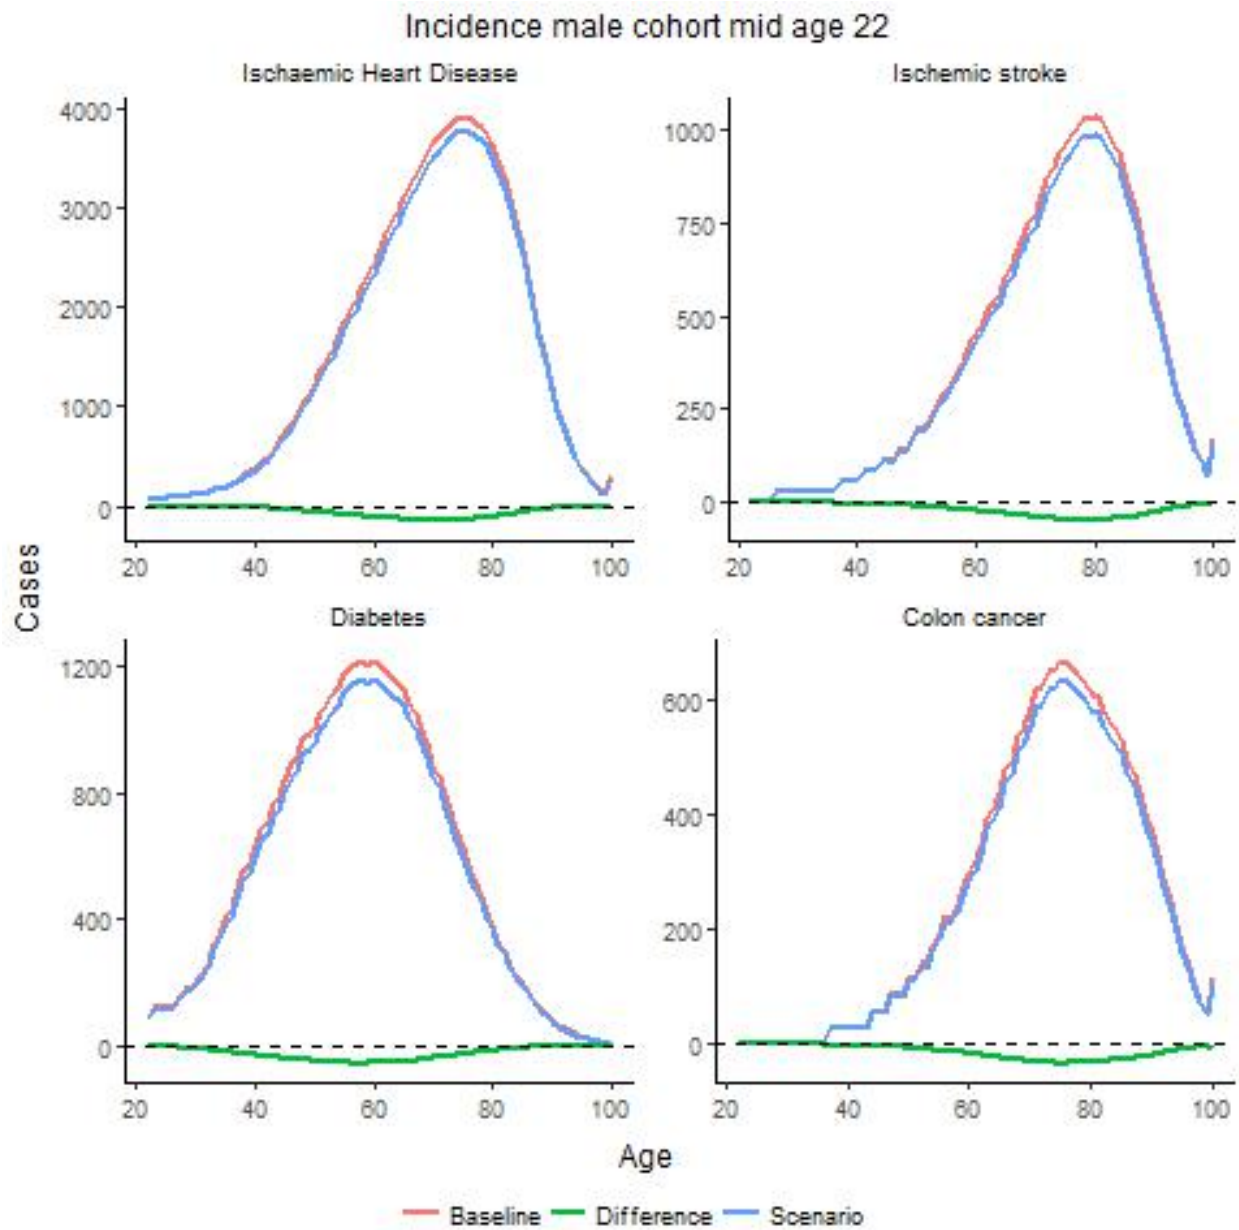 Incidence male cohort mid age 22
Ischaemic Heart Disease
Ischemic stroke
4000
3000
2000
1000
0
20 40 60 80 100
1000
750
500
250
0
20 40 60 80 100
Cases
Diabetes
Colon cancer
1200
800
400
0
20 40 60 80 100
600
400
200
0
20 40 60 80 100
Age
Baseline Difference Scenario